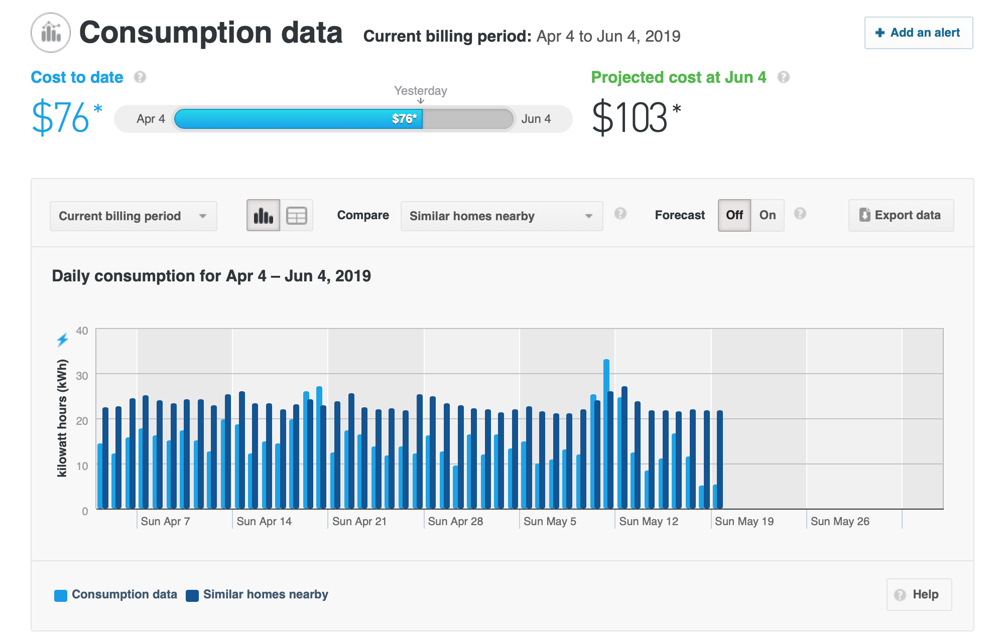 Consumption data
Current billing period: Apr 4 to Jun 4, 2019
+ Add an alert
Cost to date ?
Projected cost at Jun 4 ?
Yesterday
$76*
Apr 4
$76*
Jun 4
$103*
Current billing period
Compare
Similar homes nearby
?
Forecast
Off
On
?
Export data
Daily consumption for Apr 4 – Jun 4, 2019
kilowatt hours (kWh)
40
30
20
10
0
Sun Apr 7
Sun Apr 14
Sun Apr 21
Sun Apr 28
Sun May 5
Sun May 12
Sun May 19
Sun May 26
Consumption data
Similar homes nearby
? Help